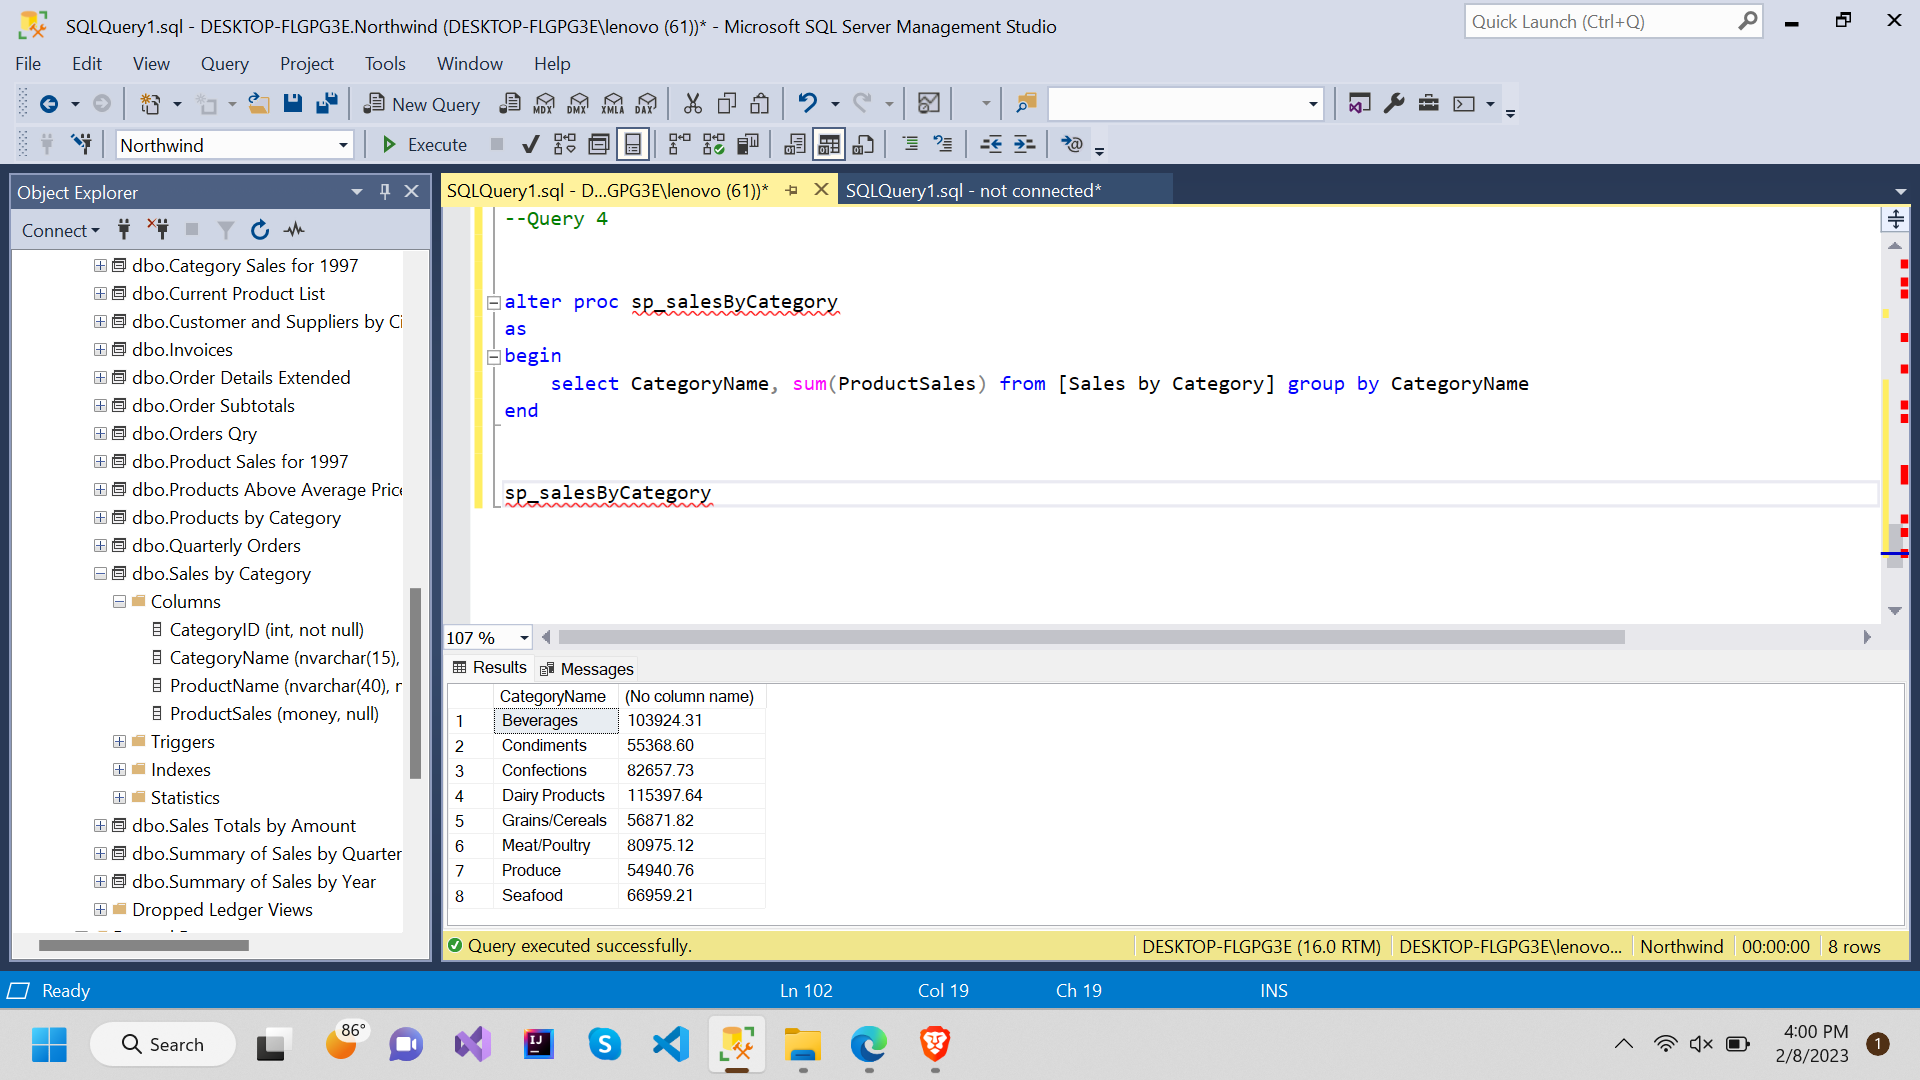 SQLQuery1.sql - DESKTOP-FLGPG3E.Northwind (DESKTOP-FLGPG3E\lenovo (61))* - Microsoft SQL Server Management Studio
Quick Launch (Ctrl+Q)
File Edit View Query Project Tools Window Help
New Query MDX DMX XMLA DAX
Northwind Execute
Object Explorer
Connect
dbo.Category Sales for 1997
dbo.Current Product List
dbo.Customer and Suppliers by Ci
dbo.Invoices
dbo.Order Details Extended
dbo.Order Subtotals
dbo.Orders Qry
dbo.Product Sales for 1997
dbo.Products Above Average Price
dbo.Products by Category
dbo.Quarterly Orders
dbo.Sales by Category
Columns
CategoryID (int, not null)
CategoryName (nvarchar(15),
ProductName (nvarchar(40), n
ProductSales (money, null)
Triggers
Indexes
Statistics
dbo.Sales Totals by Amount
dbo.Summary of Sales by Quarter
dbo.Summary of Sales by Year
Dropped Ledger Views
SQLQuery1.sql - D...GPG3E\lenovo (61))*
SQLQuery1.sql - not connected*
--Query 4
alter proc sp_salesByCategory
as
begin
select CategoryName, sum(ProductSales) from [Sales by Category] group by CategoryName
end
sp_salesByCategory
107 %
Results Messages
CategoryName (No column name)
1 Beverages 103924.31
2 Condiments 55368.60
3 Confections 82657.73
4 Dairy Products 115397.64
5 Grains/Cereals 56871.82
6 Meat/Poultry 80975.12
7 Produce 54940.76
8 Seafood 66959.21
Query executed successfully.
DESKTOP-FLGPG3E (16.0 RTM) DESKTOP-FLGPG3E\lenovo... Northwind 00:00:00 8 rows
Ready Ln 102 Col 19 Ch 19 INS
Search
86°
4:00 PM
2/8/2023
1